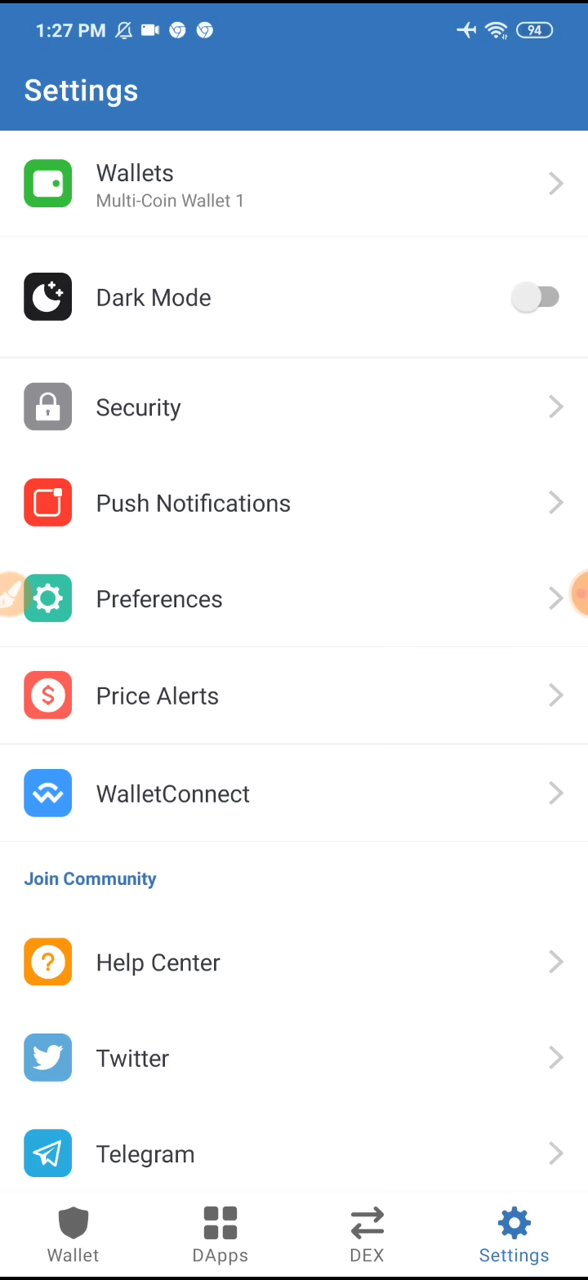 1:27 PM
94
Settings
Wallets
Multi-Coin Wallet 1
Dark Mode
Security
Push Notifications
Preferences
Price Alerts
WalletConnect
Join Community
Help Center
Twitter
Telegram
Wallet
DApps
DEX
Settings